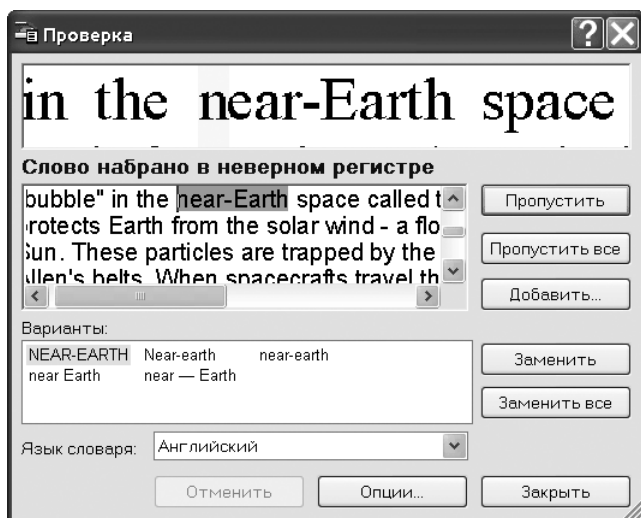 Проверка
in the near-Earth space
Слово набрано в неверном регистре
bubble" in the near-Earth space called t
rotects Earth from the solar wind - a flo
Sun. These particles are trapped by the
Allen's belts. When spacecrafts travel th
Пропустить
Пропустить все
Добавить...
Варианты:
NEAR-EARTH Near-earth near-earth
near Earth near — Earth
Заменить
Заменить все
Язык словаря: Английский
Отменить Опции... Закрыть